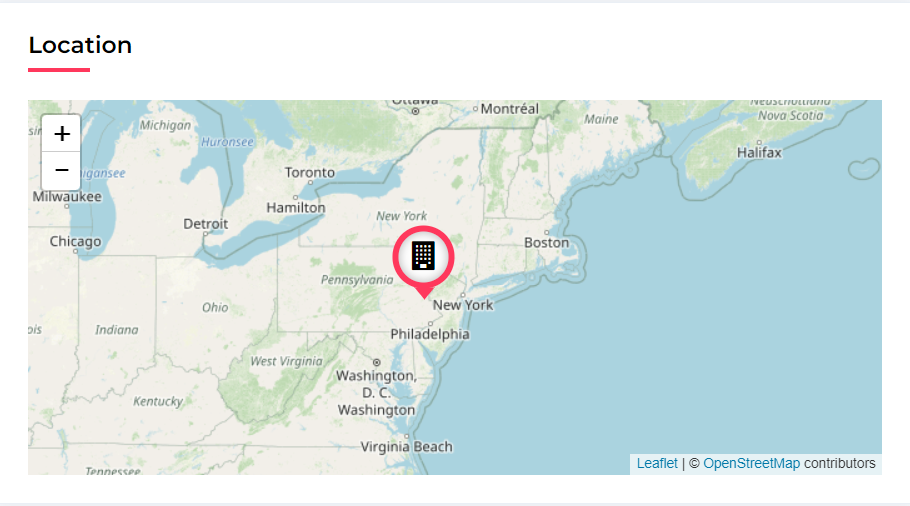 Location
Ottawa
Montréal
Maine
Neuschottland
Nova Scotia
+
Michigan
Huronsee
Halifax
−
Toronto
Milwaukee
Hamilton
Detroit
New York
Chicago
Boston
Pennsylvania
Ohio
New York
Indiana
Philadelphia
West Virginia
Washington,
D. C.
Washington
Kentucky
Virginia Beach
Tennessee
Leaflet | © OpenStreetMap contributors